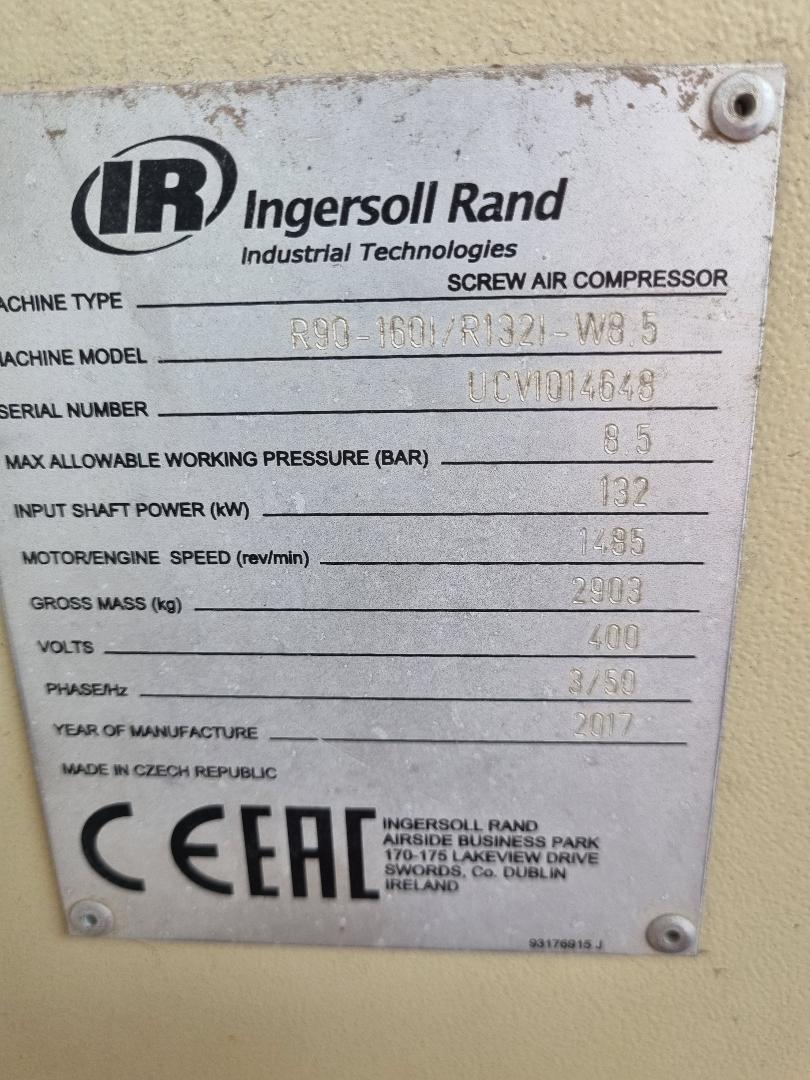 IR Ingersoll Rand
Industrial Technologies
ACHINE TYPE SCREW AIR COMPRESSOR
MACHINE MODEL R90-160I/R132I-W8.5
SERIAL NUMBER UCV1014648
MAX ALLOWABLE WORKING PRESSURE (BAR) 8.5
INPUT SHAFT POWER (kW) 132
MOTOR/ENGINE SPEED (rev/min) 1485
GROSS MASS (kg) 2903
VOLTS 400
PHASE/Hz 3/50
YEAR OF MANUFACTURE 2017
MADE IN CZECH REPUBLIC
CE EAC
INGERSOLL RAND
AIRSIDE BUSINESS PARK
170-175 LAKEVIEW DRIVE
SWORDS, Co. DUBLIN
IRELAND
93176915 J